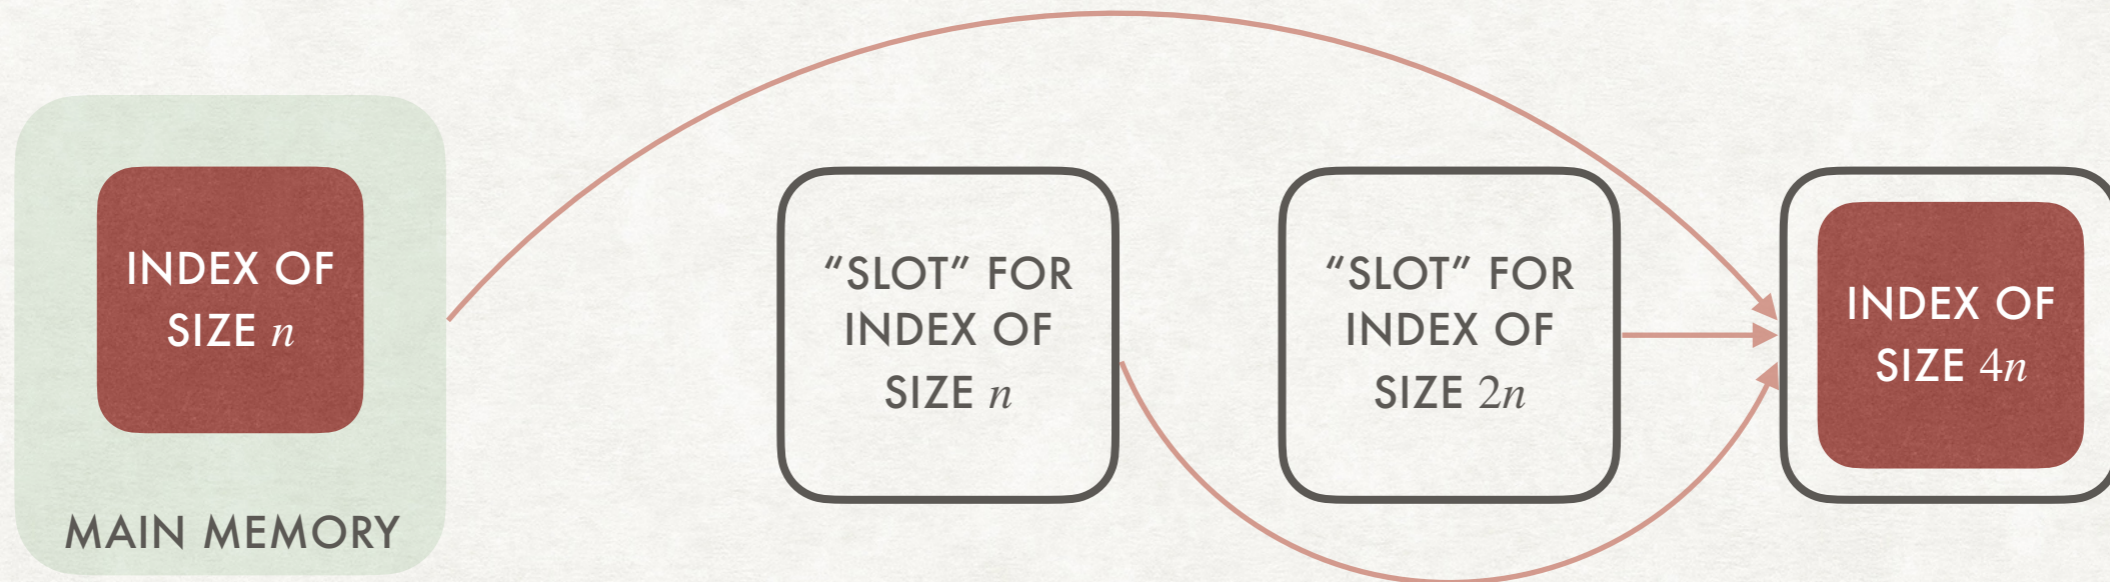 INDEX OF
SIZE n
MAIN MEMORY
“SLOT” FOR
INDEX OF
SIZE n
“SLOT” FOR
INDEX OF
SIZE 2n
INDEX OF
SIZE 4n